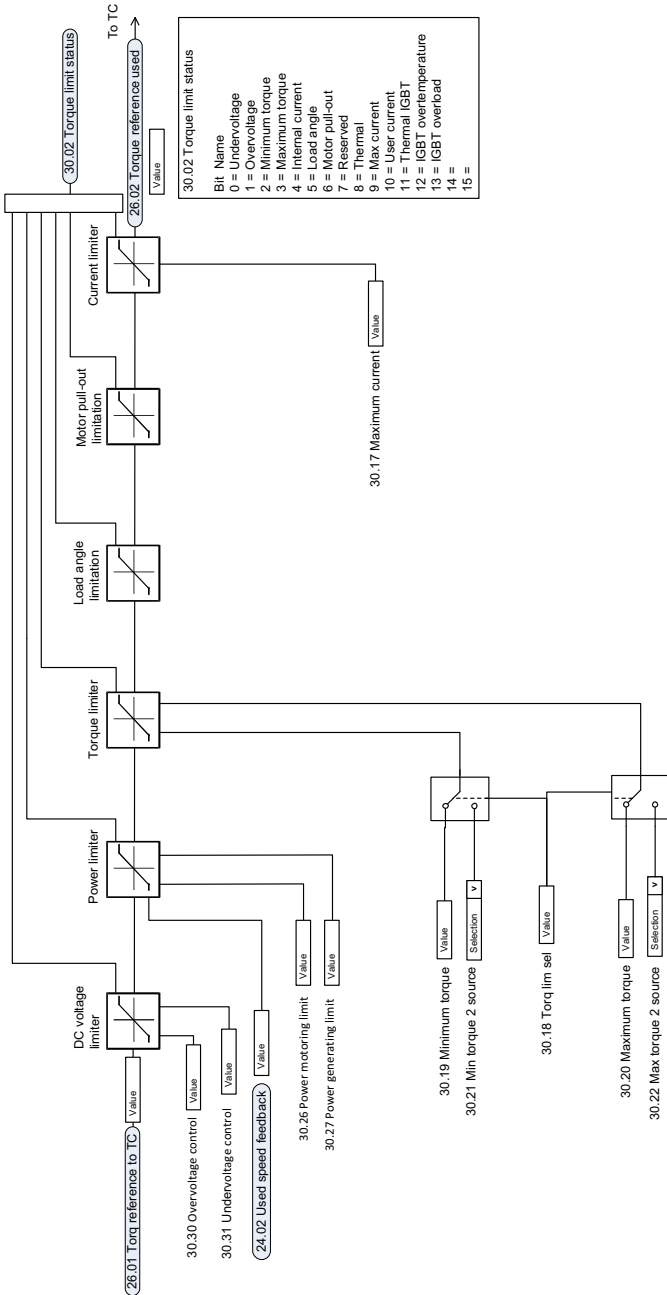 26.01 Torq reference to TC
Value
DC voltage
limiter
Power limiter
Torque limiter
Load angle
limitation
Motor pull-out
limitation
Current limiter
30.02 Torque limit status
26.02 Torque reference used
Value
To TC
30.30 Overvoltage control
Value
30.31 Undervoltage control
Value
24.02 Used speed feedback
Value
30.26 Power motoring limit
Value
30.27 Power generating limit
Value
30.19 Minimum torque
Value
30.21 Min torque 2 source
Selection
v
30.18 Torq lim sel
Value
30.20 Maximum torque
Value
30.22 Max torque 2 source
Selection
v
30.17 Maximum current
Value
30.02 Torque limit status
Bit Name
0 = Undervoltage
1 = Overvoltage
2 = Minimum torque
3 = Maximum torque
4 = Internal current
5 = Load angle
6 = Motor pull-out
7 = Reserved
8 = Thermal
9 = Max current
10 = User current
11 = Thermal IGBT
12 = IGBT overtemperature
13 = IGBT overload
14 =
15 =